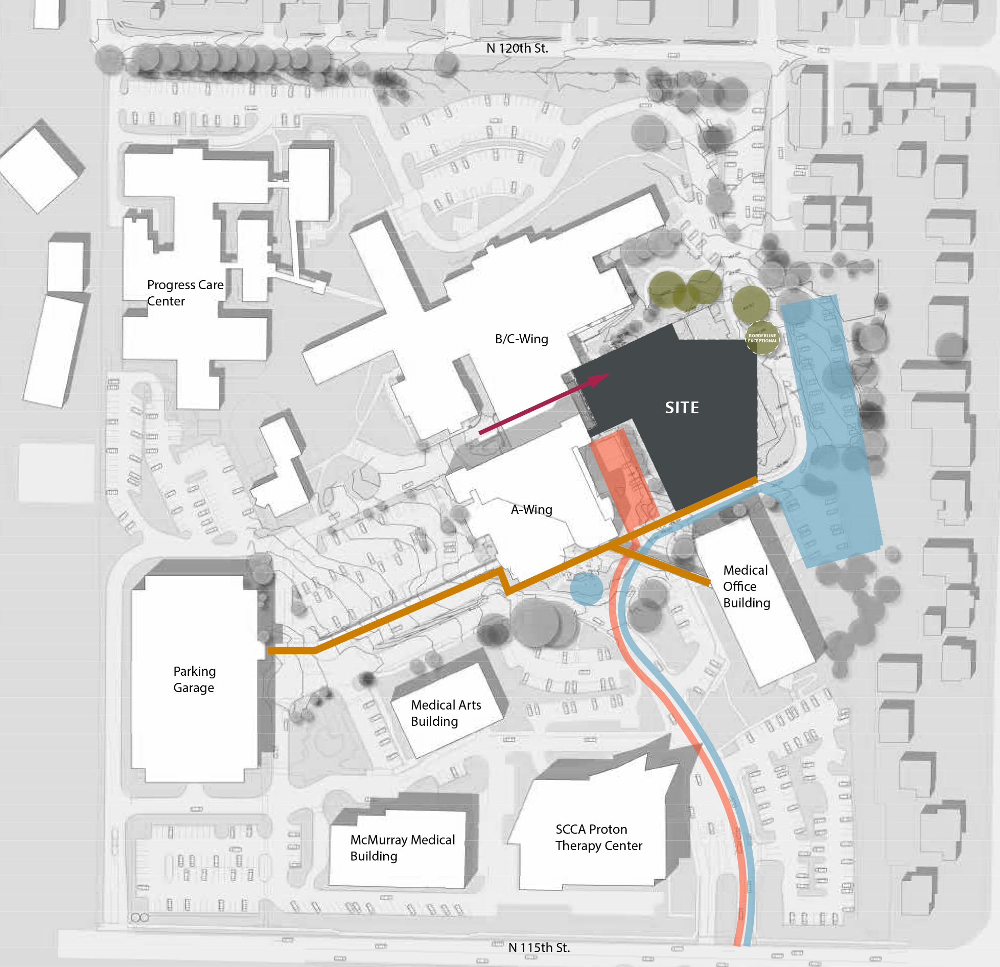 N 120th St.
Progress Care
Center
B/C-Wing
BORDERLINE
EXCEPTIONAL
SITE
A-Wing
Medical
Office
Building
Parking
Garage
Medical Arts
Building
McMurray Medical
Building
SCCA Proton
Therapy Center
N 115th St.